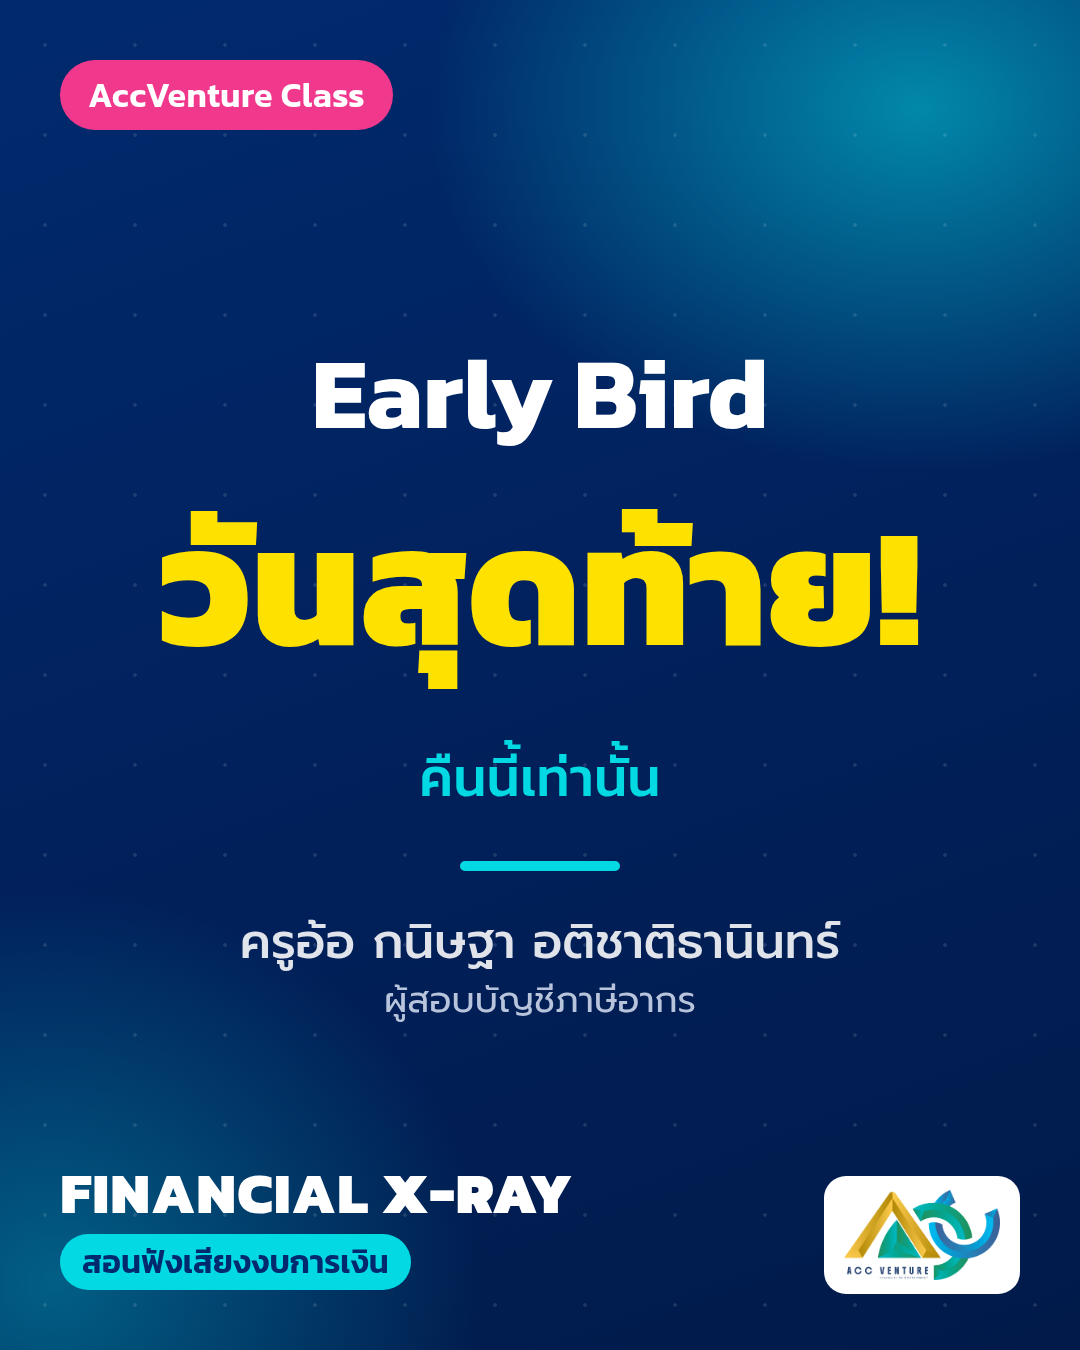 AccVenture Class
Early Bird
วันสุดท้าย!
คืนนี้เท่านั้น
ครูอ้อ กนิษฐา อติชาติธานินทร์
ผู้สอบบัญชีภาษีอากร
FINANCIAL X-RAY
สอนฟังเสียงงบการเงิน
ACC VENTURE